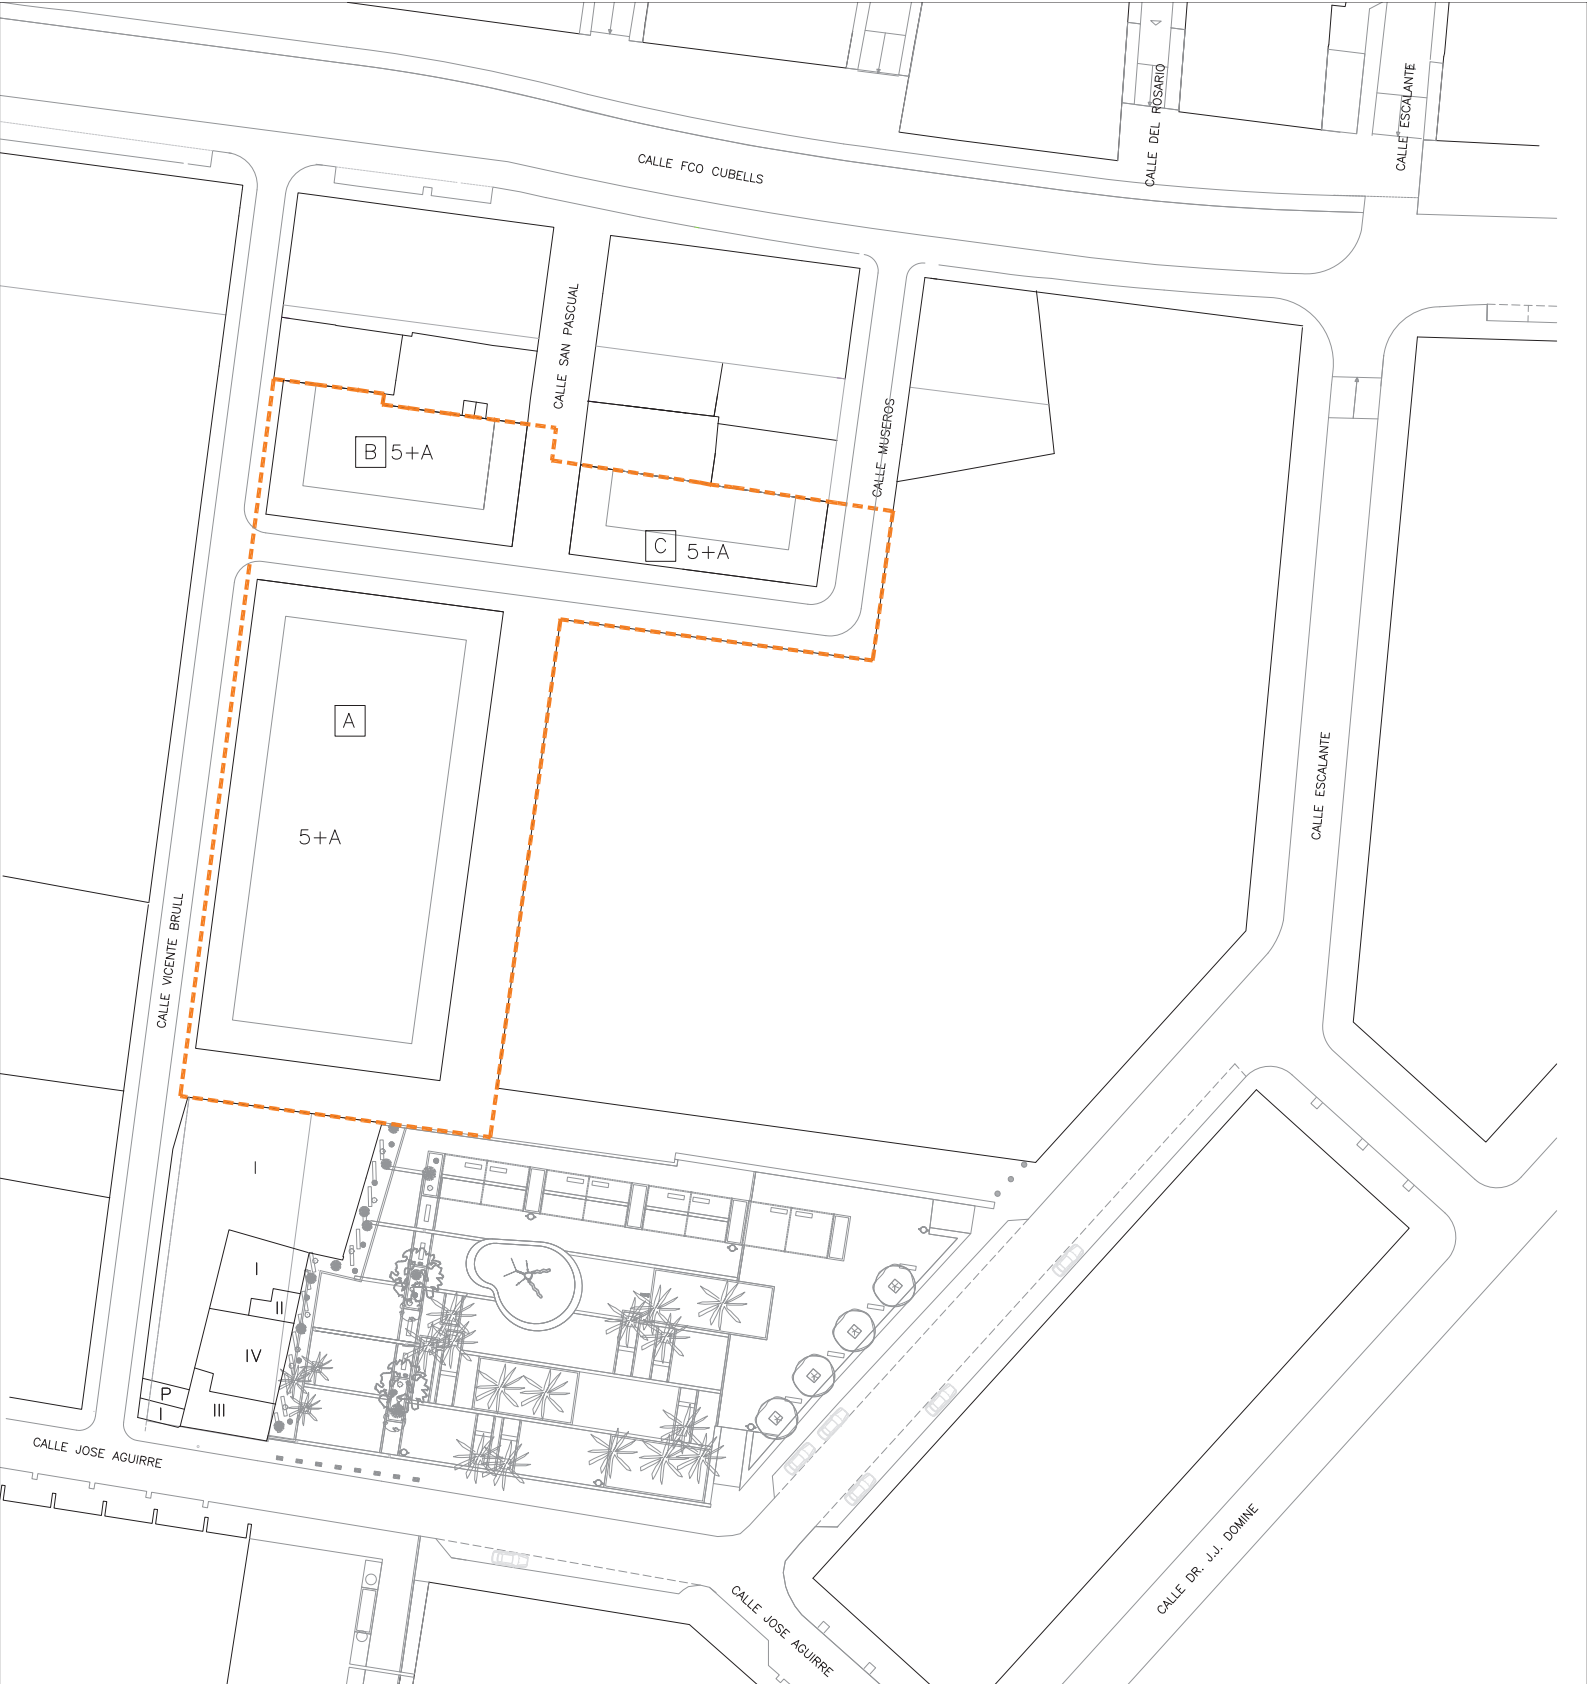 CALLE FCO CUBELLS
CALLE DEL ROSARIO
CALLE ESCALANTE
CALLE SAN PASCUAL
CALLE MUSEROS
B 5+A
C 5+A
A
5+A
CALLE ESCALANTE
CALLE VICENTE BRULL
I
I
II
IV
P
I
III
CALLE JOSE AGUIRRE
CALLE DR. J.J. DOMINE
CALLE JOSE AGUIRRE